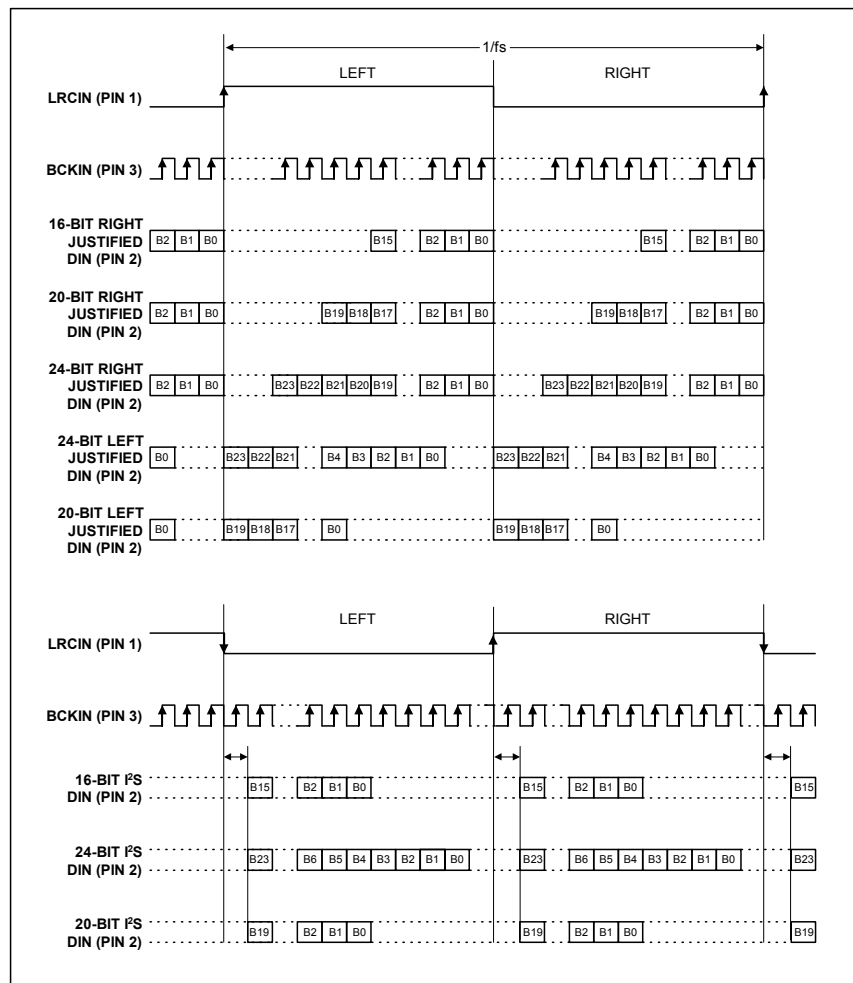 1/fs
LEFT RIGHT
LRCIN (PIN 1)
BCKIN (PIN 3)
16-BIT RIGHT
JUSTIFIED
DIN (PIN 2)
B2 B1 B0 B15 B2 B1 B0 B15 B2 B1 B0
20-BIT RIGHT
JUSTIFIED
DIN (PIN 2)
B2 B1 B0 B19 B18 B17 B2 B1 B0 B19 B18 B17 B2 B1 B0
24-BIT RIGHT
JUSTIFIED
DIN (PIN 2)
B2 B1 B0 B23 B22 B21 B20 B19 B2 B1 B0 B23 B22 B21 B20 B19 B2 B1 B0
24-BIT LEFT
JUSTIFIED
DIN (PIN 2)
B0 B23 B22 B21 B4 B3 B2 B1 B0 B23 B22 B21 B4 B3 B2 B1 B0
20-BIT LEFT
JUSTIFIED
DIN (PIN 2)
B0 B19 B18 B17 B0 B19 B18 B17 B0
LEFT RIGHT
LRCIN (PIN 1)
BCKIN (PIN 3)
16-BIT I²S
DIN (PIN 2)
B15 B2 B1 B0 B15 B2 B1 B0 B15
24-BIT I²S
DIN (PIN 2)
B23 B6 B5 B4 B3 B2 B1 B0 B23 B6 B5 B4 B3 B2 B1 B0 B23
20-BIT I²S
DIN (PIN 2)
B19 B2 B1 B0 B19 B2 B1 B0 B19